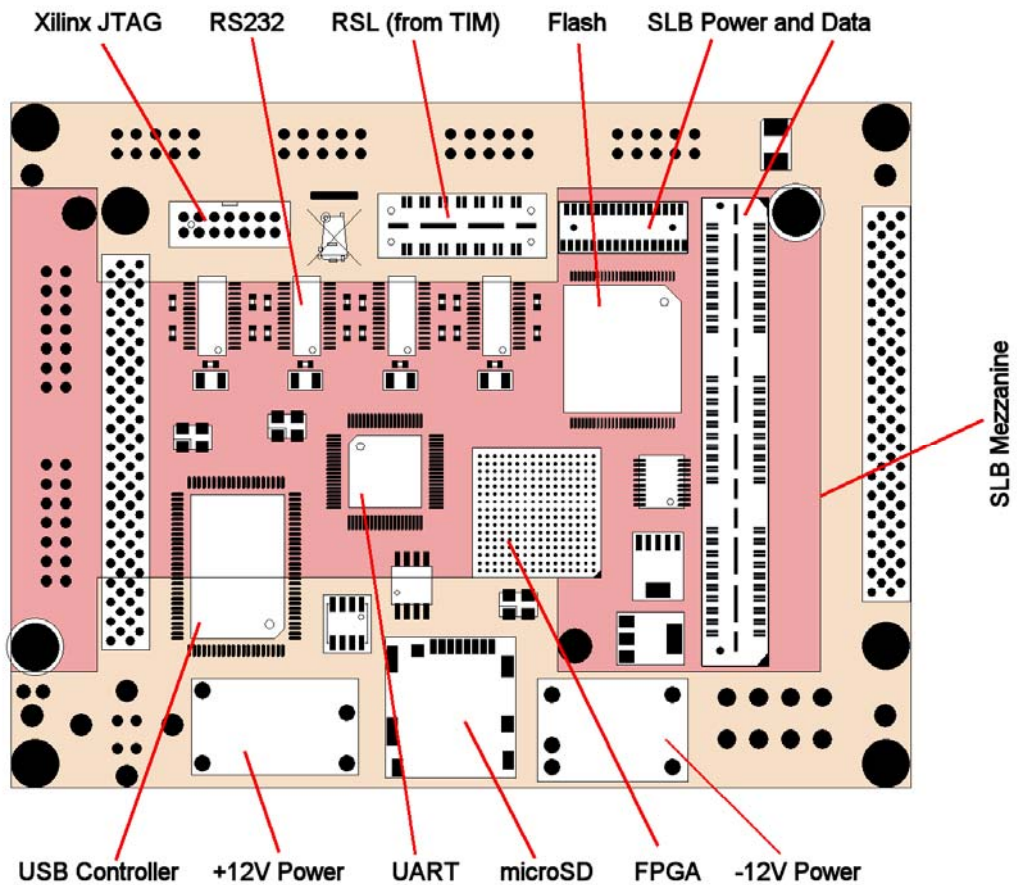 Xilinx JTAG
RS232
RSL (from TIM)
Flash
SLB Power and Data
SLB Mezzanine
USB Controller
+12V Power
UART
microSD
FPGA
-12V Power